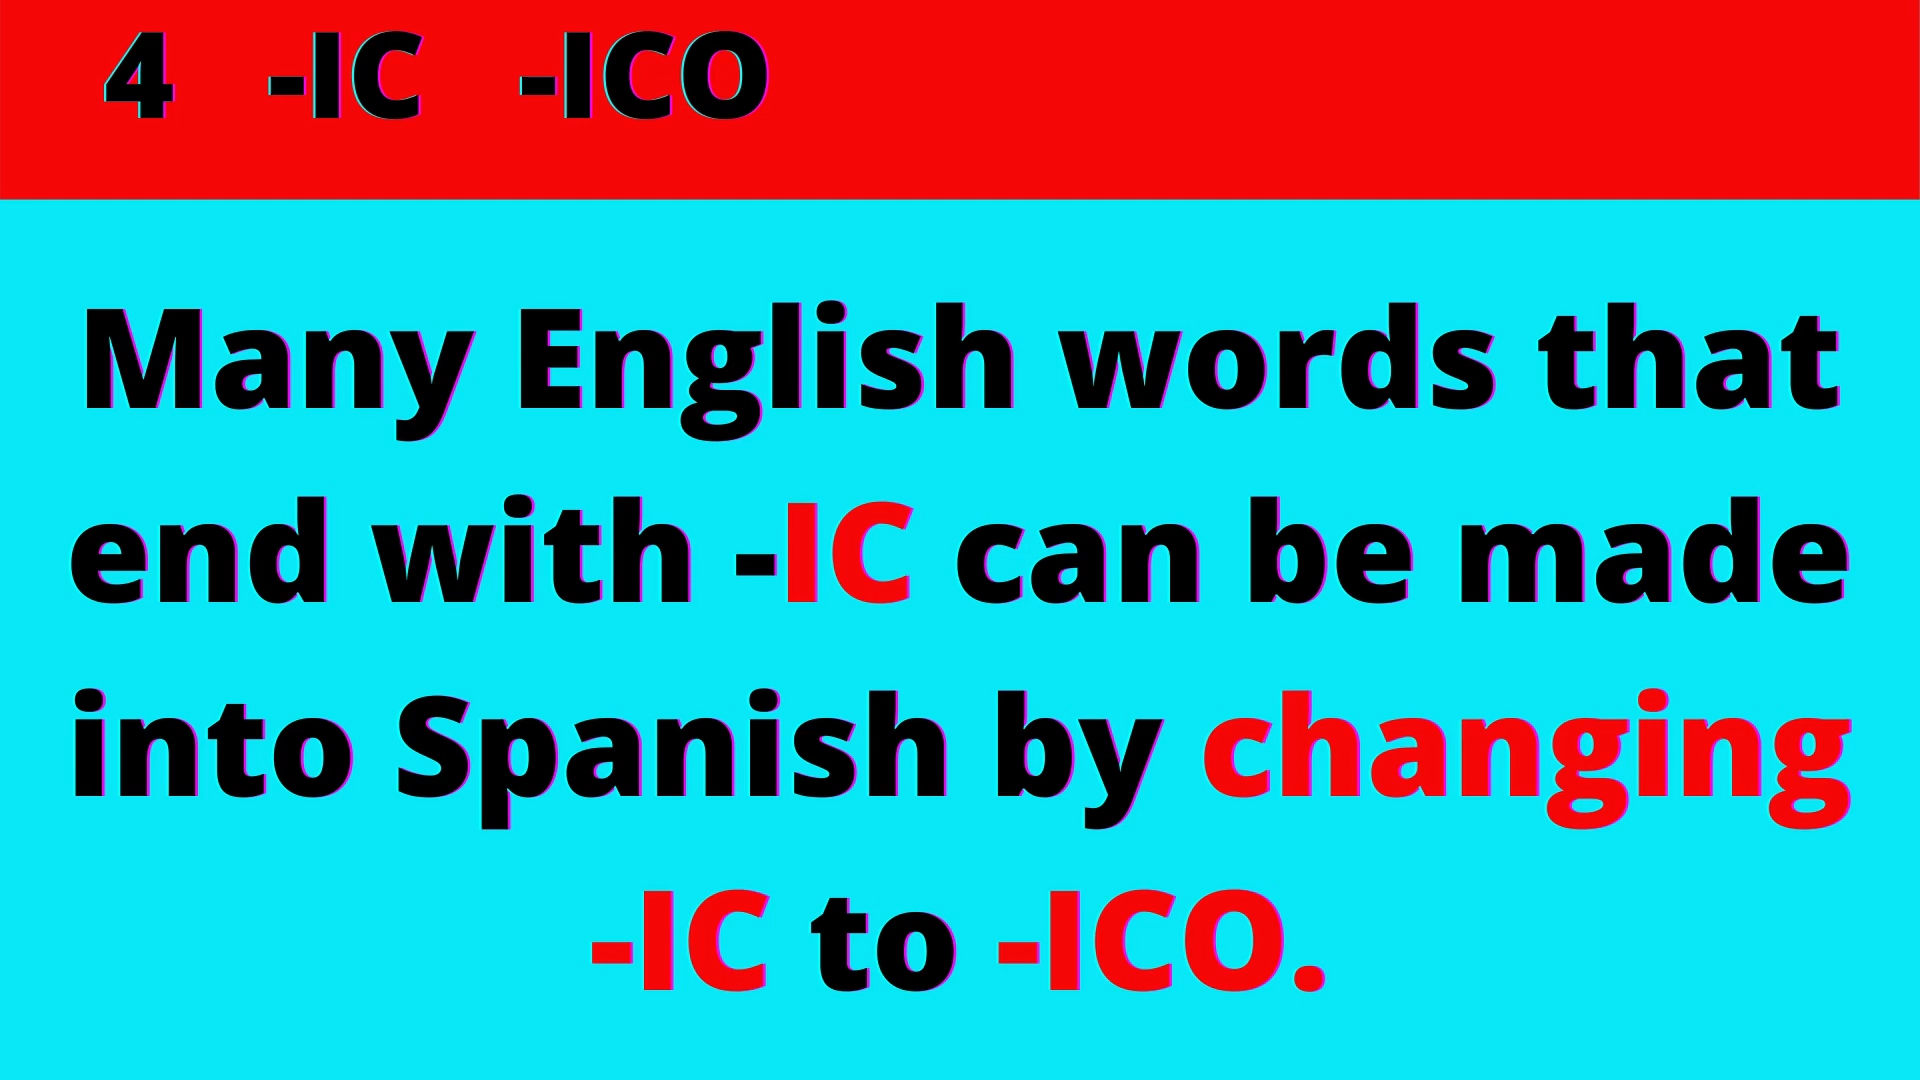 4 -IC -ICO
Many English words that
end with -IC can be made
into Spanish by changing
-IC to -ICO.